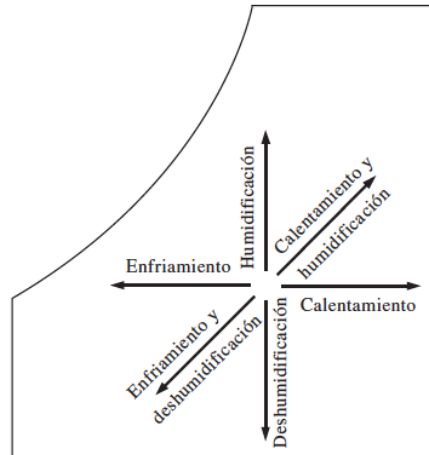 Humidificación
Calentamiento y
humidificación
Enfriamiento
Calentamiento
Enfriamiento y
deshumidificación
Deshumidificación